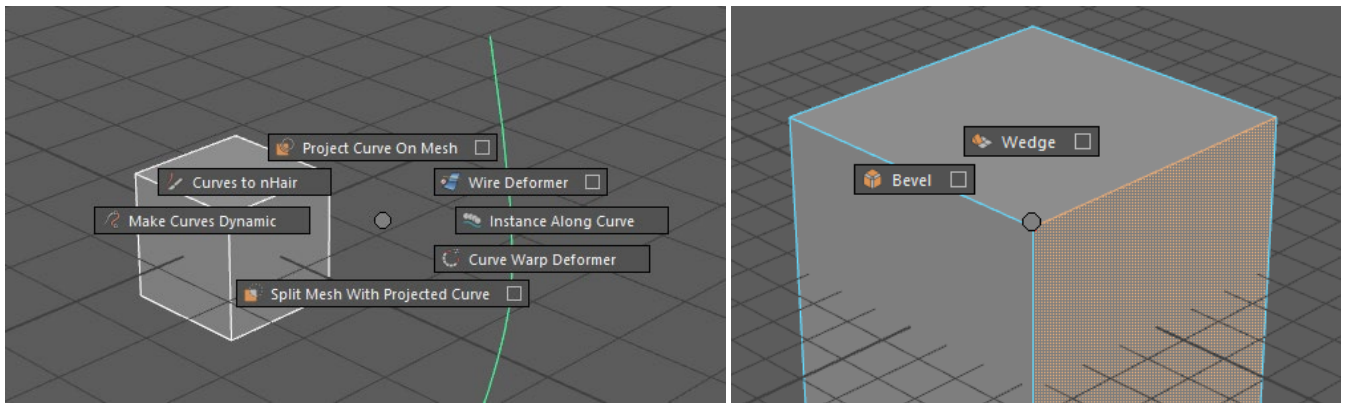 Project Curve On Mesh
Curves to nHair
Wire Deformer
Make Curves Dynamic
Instance Along Curve
Curve Warp Deformer
Split Mesh With Projected Curve
Wedge
Bevel